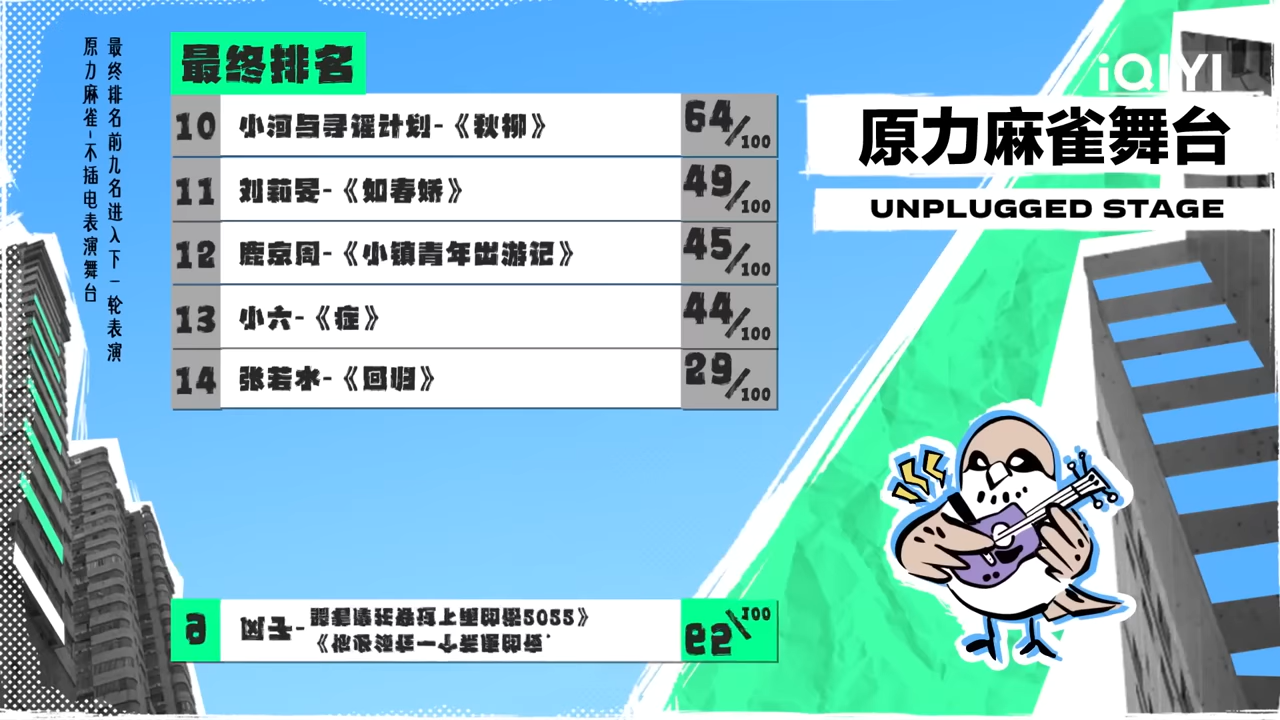 最终排名前九名进入下一轮表演
原力麻雀-不插电表演舞台
最终排名
10 小河与寻谣计划-《秋柳》 64/100
11 刘莉旻-《如春娇》 49/100
12 鹿京周-《小镇青年出游记》 45/100
13 小六-《症》 44/100
14 张若水-《回归》 29/100
9 65/100
iQIYI
原力麻雀舞台
UNPLUGGED STAGE